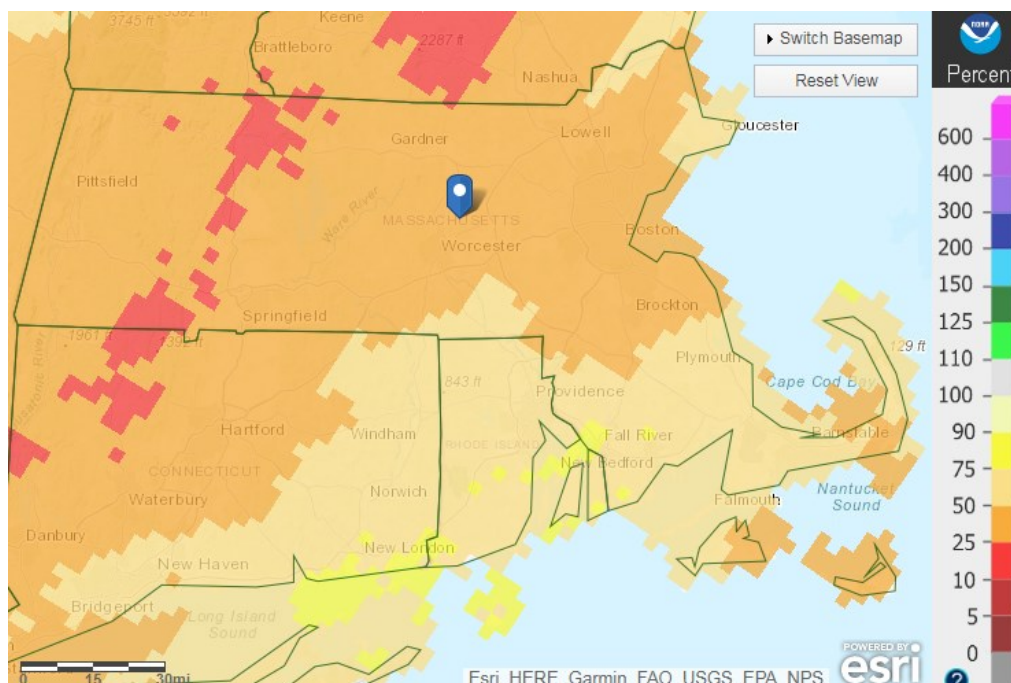 3745 ft
Keene
Brattleboro
2287 ft
Nashua
Switch Basemap
Reset View
NOAA
Percent
Gardner
Lowell
Gloucester
Pittsfield
Ware River
MASSACHUSETTS
Worcester
Boston
Springfield
Brockton
1961 ft
1392 ft
Plymouth
129 ft
843 ft
Providence
Cape Cod Bay
Hartford
Windham
RHODE ISLAND
Fall River
Barnstable
CONNECTICUT
New Bedford
Waterbury
Norwich
Falmouth
Nantucket
Sound
Danbury
New London
New Haven
Bridgeport
Long Island
Sound
600
400
300
200
150
125
110
100
90
75
50
25
10
5
0
0 15 30mi
POWERED BY
esri
Esri, HERE, Garmin, FAO, USGS, EPA, NPS
?